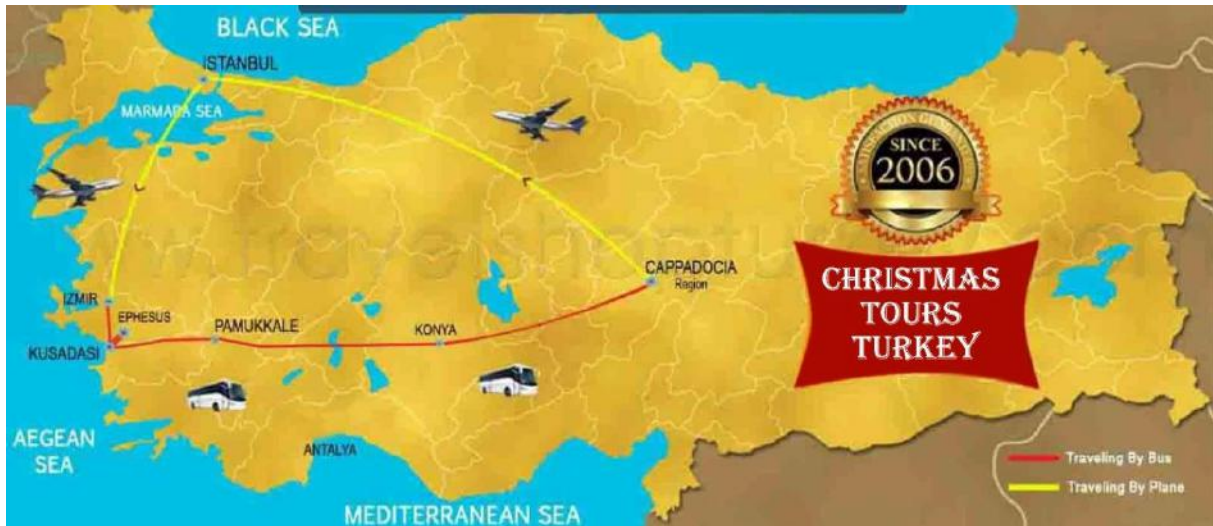 BLACK SEA
ISTANBUL
MARMARA SEA
CAPPADOCIA
Region
IZMIR
EPHESUS
PAMUKKALE
KONYA
KUSADASI
ANTALYA
AEGEAN
SEA
MEDITERRANEAN SEA
SINCE
2006
CHRISTMAS
TOURS
TURKEY
Traveling By Bus
Traveling By Plane